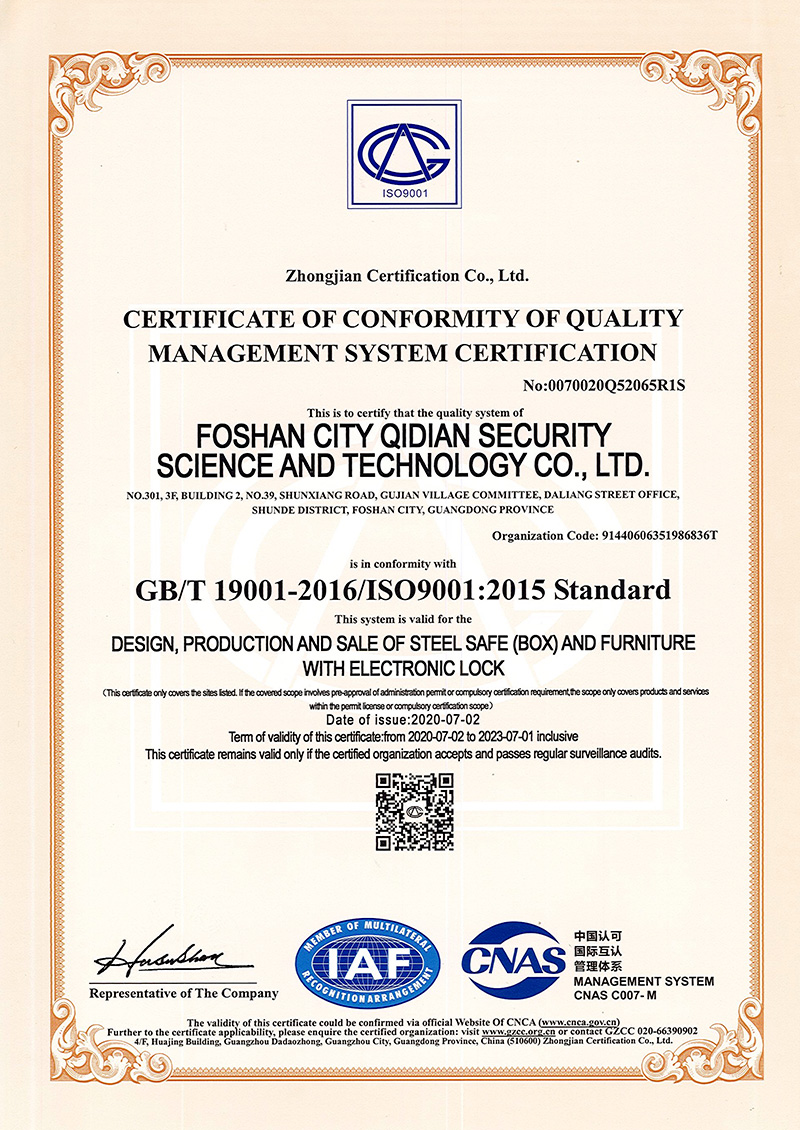 ISO9001
Zhongjian Certification Co., Ltd.
CERTIFICATE OF CONFORMITY OF QUALITY
MANAGEMENT SYSTEM CERTIFICATION
No:0070020Q52065R1S
This is to certify that the quality system of
FOSHAN CITY QIDIAN SECURITY
SCIENCE AND TECHNOLOGY CO., LTD.
NO.301, 3F, BUILDING 2, NO.39, SHUNXIANG ROAD, GUJIAN VILLAGE COMMITTEE, DALIANG STREET OFFICE,
SHUNDE DISTRICT, FOSHAN CITY, GUANGDONG PROVINCE
Organization Code: 91440606351986836T
is in conformity with
GB/T 19001-2016/ISO9001:2015 Standard
This system is valid for the
DESIGN, PRODUCTION AND SALE OF STEEL SAFE (BOX) AND FURNITURE
WITH ELECTRONIC LOCK
(This certificate only covers the sites listed. If the covered scope involves pre-approval of administration permit or compulsory certification requirement,the scope only covers products and services
within the permit license or compulsory certification scope)
Date of issue:2020-07-02
Term of validity of this certificate:from 2020-07-02 to 2023-07-01 inclusive
This certificate remains valid only if the certified organization accepts and passes regular surveillance audits.
Representative of The Company
MEMBER OF MULTILATERAL
IAF
RECOGNITION ARRANGEMENT
CNAS
中国认可
国际互认
管理体系
MANAGEMENT SYSTEM
CNAS C007-M
The validity of this certificate could be confirmed via official Website Of CNCA (www.cnca.gov.cn)
Further to the certificate applicability, please enquire the certified organization: visit www.gzcc.org.cn or contact GZCC 020-66390902
4/F, Huajing Building, Guangzhou Dadaozhong, Guangzhou City, Guangdong Province, China (510600) Zhongjian Certification Co., Ltd.